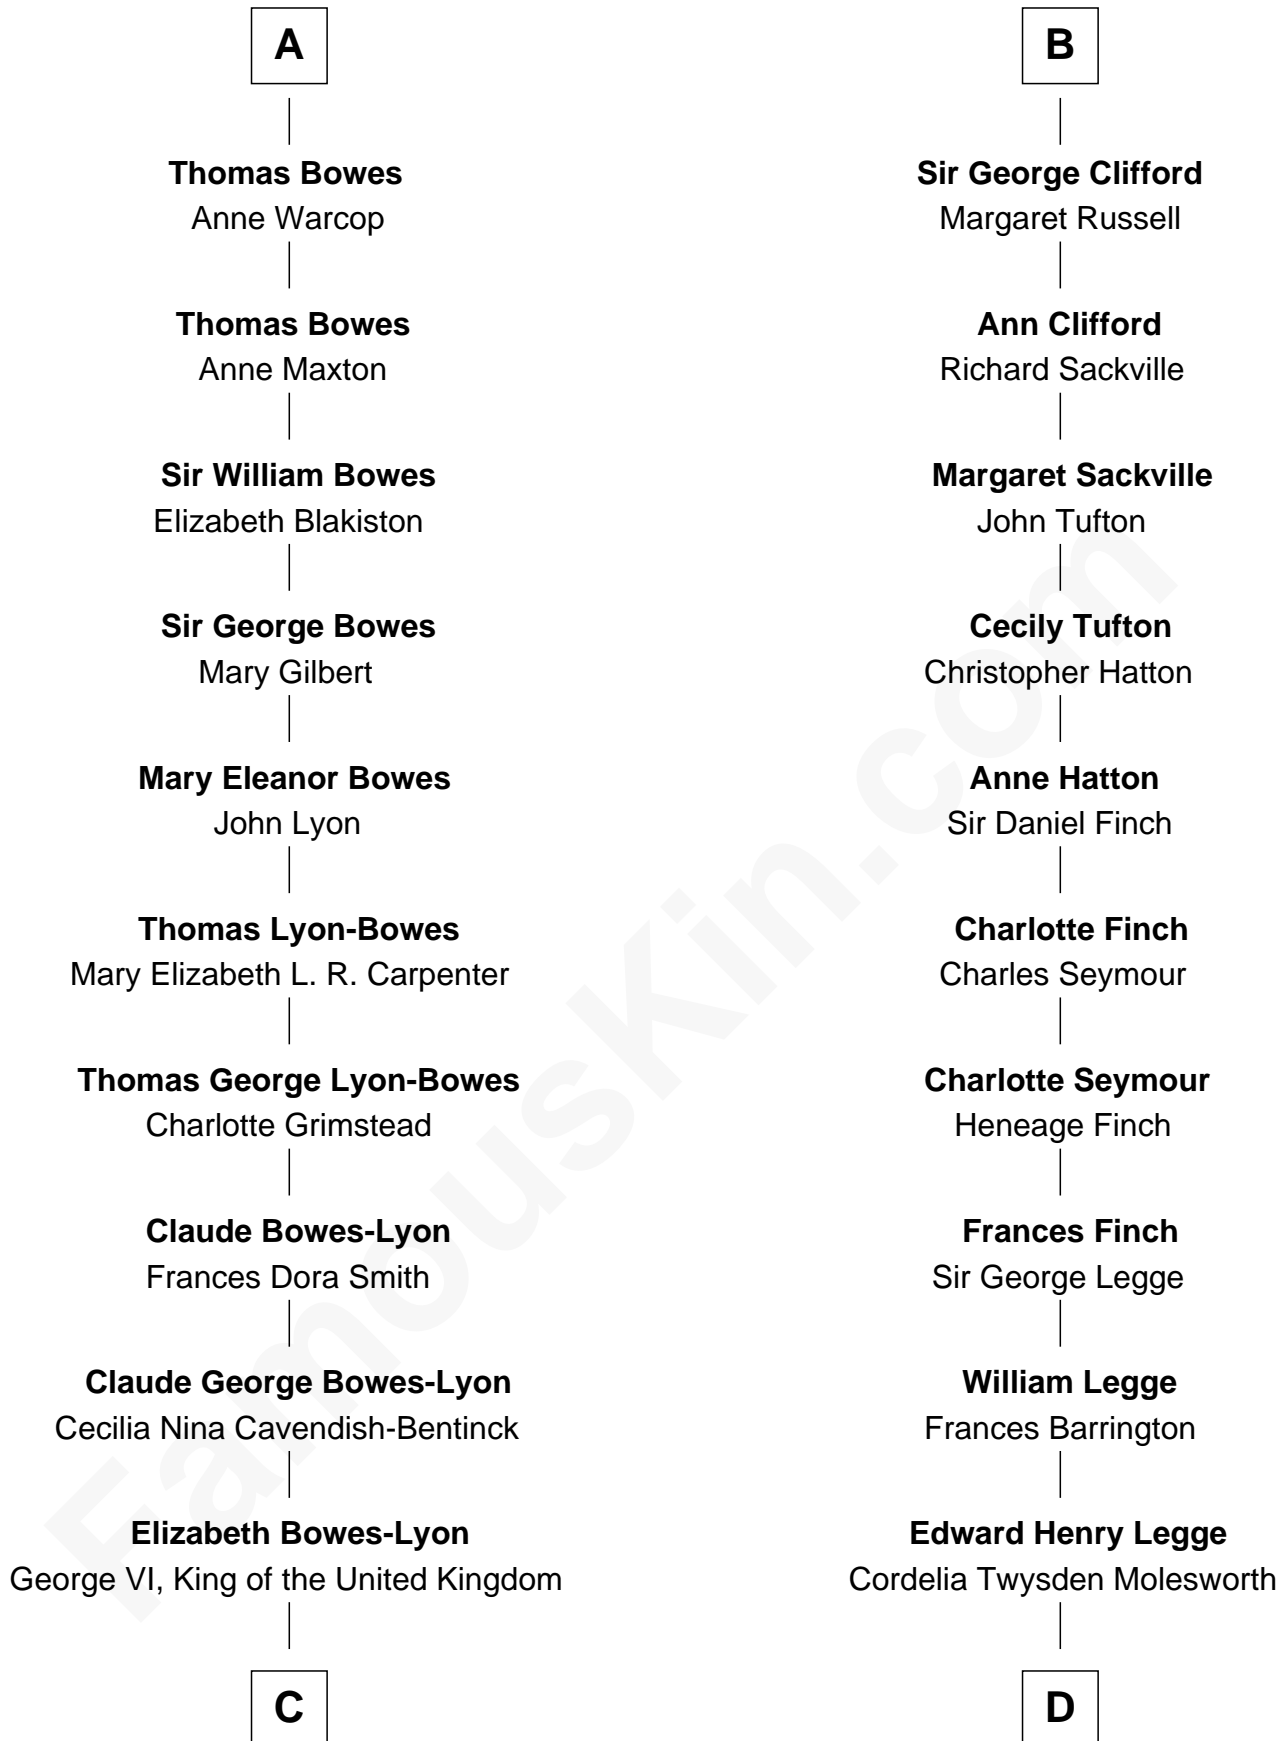 A
Thomas Bowes
Anne Warcop
Thomas Bowes
Anne Maxton
Sir William Bowes
Elizabeth Blakiston
Sir George Bowes
Mary Gilbert
Mary Eleanor Bowes
John Lyon
Thomas Lyon-Bowes
Mary Elizabeth L. R. Carpenter
Thomas George Lyon-Bowes
Charlotte Grimstead
Claude Bowes-Lyon
Frances Dora Smith
Claude George Bowes-Lyon
Cecilia Nina Cavendish-Bentinck
Elizabeth Bowes-Lyon
George VI, King of the United Kingdom
C
B
Sir George Clifford
Margaret Russell
Ann Clifford
Richard Sackville
Margaret Sackville
John Tufton
Cecily Tufton
Christopher Hatton
Anne Hatton
Sir Daniel Finch
Charlotte Finch
Charles Seymour
Charlotte Seymour
Heneage Finch
Frances Finch
Sir George Legge
William Legge
Frances Barrington
Edward Henry Legge
Cordelia Twysden Molesworth
D
FamousKin.com